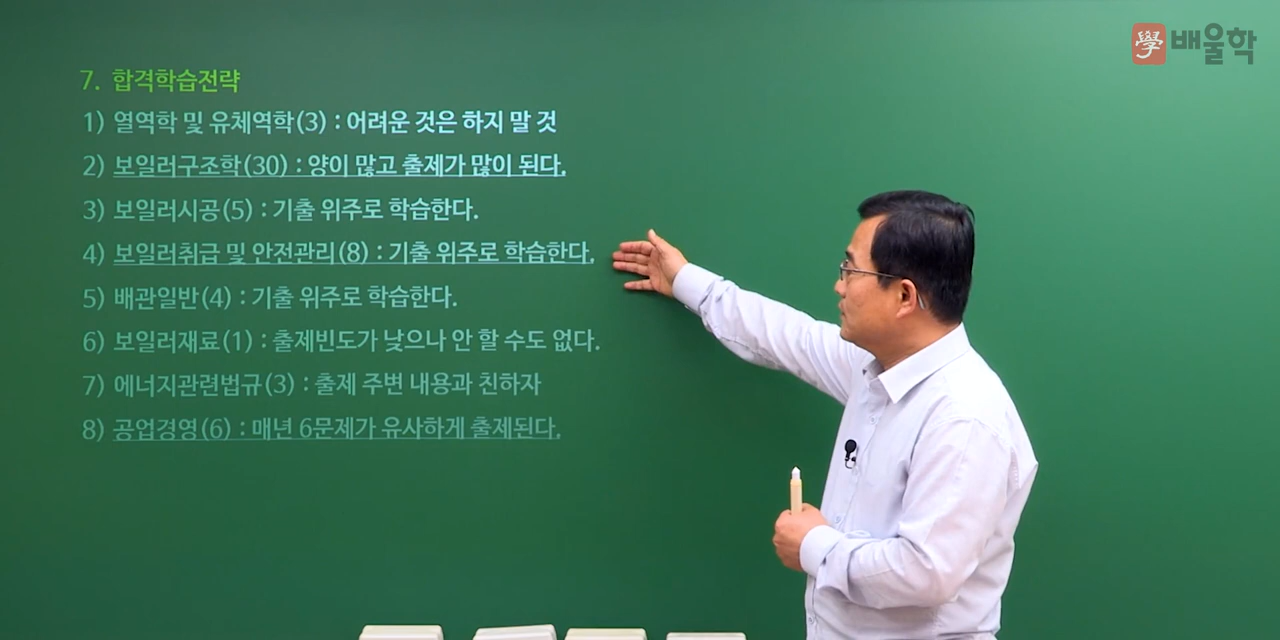 學 배울학
7. 합격학습전략
1) 열역학 및 유체역학(3) : 어려운 것은 하지 말 것
2) 보일러구조학(30) : 양이 많고 출제가 많이 된다.
3) 보일러시공(5) : 기출 위주로 학습한다.
4) 보일러취급 및 안전관리(8) : 기출 위주로 학습한다.
5) 배관일반(4) : 기출 위주로 학습한다.
6) 보일러재료(1) : 출제빈도가 낮으나 안 할 수도 없다.
7) 에너지관련법규(3) : 출제 주변 내용과 친하자
8) 공업경영(6) : 매년 6문제가 유사하게 출제된다.